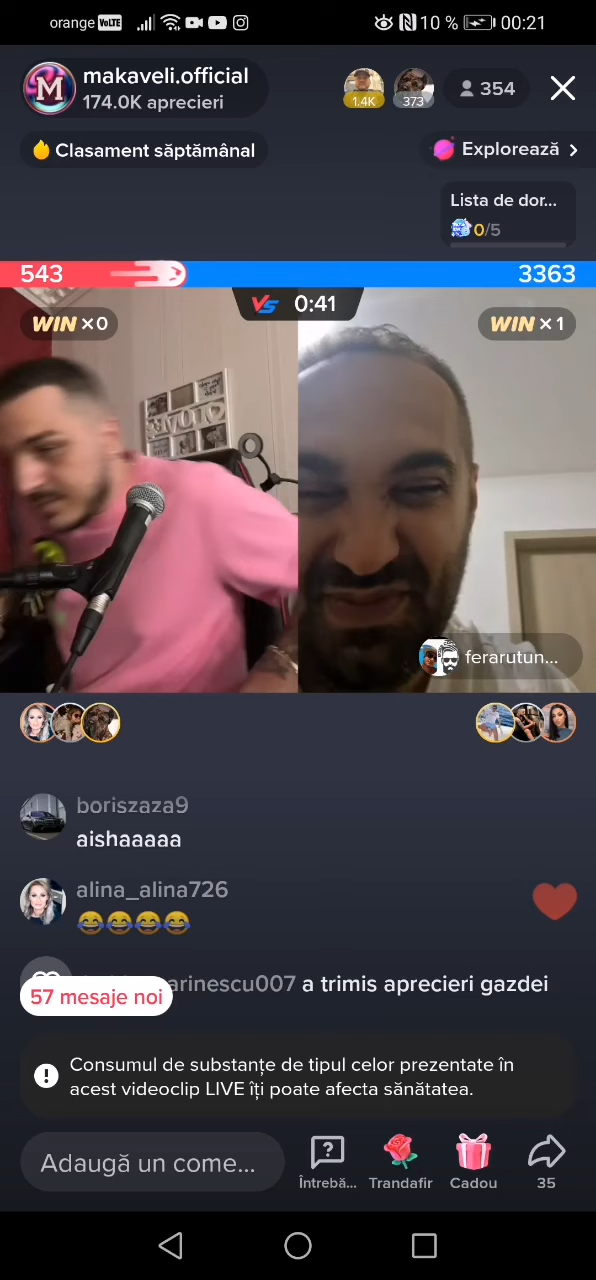 orange VoLTE 10 % 00:21
M makaveli.official
174.0K aprecieri
1.4K 373 354
Clasament săptămânal
Explorează
Lista de dor...
0/5
543 VS 0:41 3363
WIN x0
WIN x1
ferarutun...
boriszaza9
aishaaaaa
alina_alina726
arinescu007 a trimis aprecieri gazdei
57 mesaje noi
Consumul de substanțe de tipul celor prezentate în
acest videoclip LIVE îți poate afecta sănătatea.
Adaugă un come...
Întrebă...
Trandafir
Cadou
35